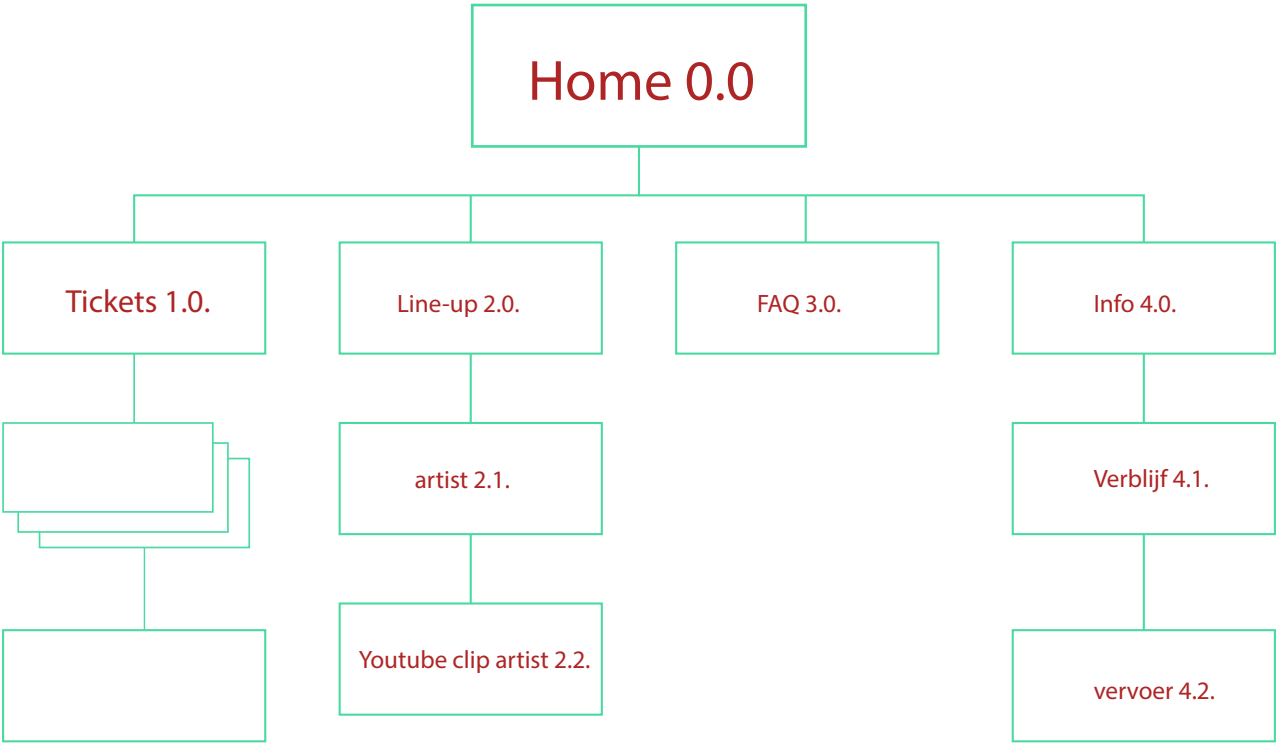 Home 0.0
Tickets 1.0.
Line-up 2.0.
FAQ 3.0.
Info 4.0.
artist 2.1.
Verblijf 4.1.
Youtube clip artist 2.2.
vervoer 4.2.